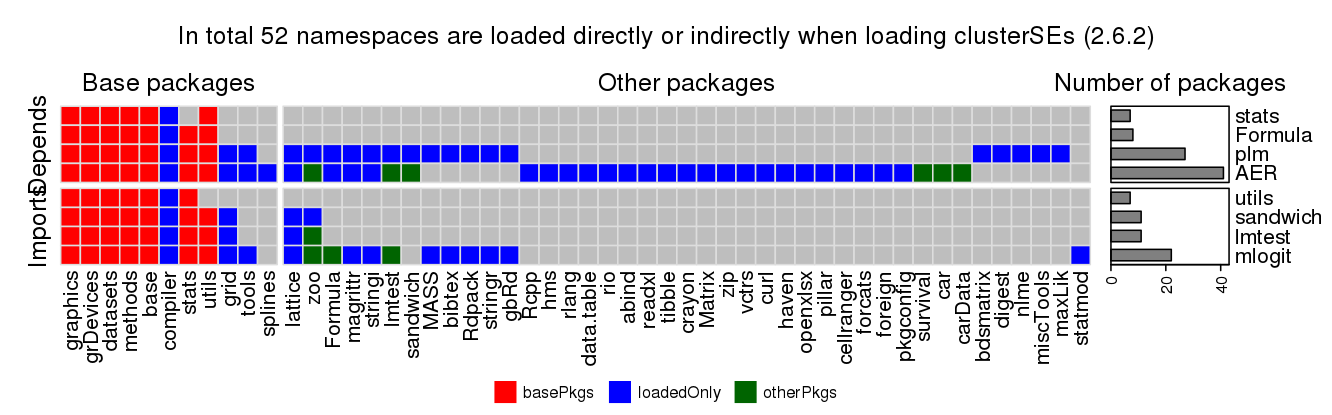 In total 52 namespaces are loaded directly or indirectly when loading clusterSEs (2.6.2)
Base packages
Other packages
Number of packages
Depends
Imports
stats
Formula
plm
AER
utils
sandwich
lmtest
mlogit
0
20
40
graphics
grDevices
datasets
methods
base
compiler
stats
utils
grid
tools
splines
lattice
zoo
Formula
magrittr
stringi
lmtest
sandwich
MASS
bibtex
Rdpack
stringr
gbRd
Rcpp
hms
rlang
data.table
rio
abind
readxl
tibble
crayon
Matrix
zip
vctrs
curl
haven
openxlsx
pillar
cellranger
forcats
foreign
pkgconfig
survival
car
carData
bdsmatrix
digest
nlme
miscTools
maxLik
statmod
basePkgs
loadedOnly
otherPkgs